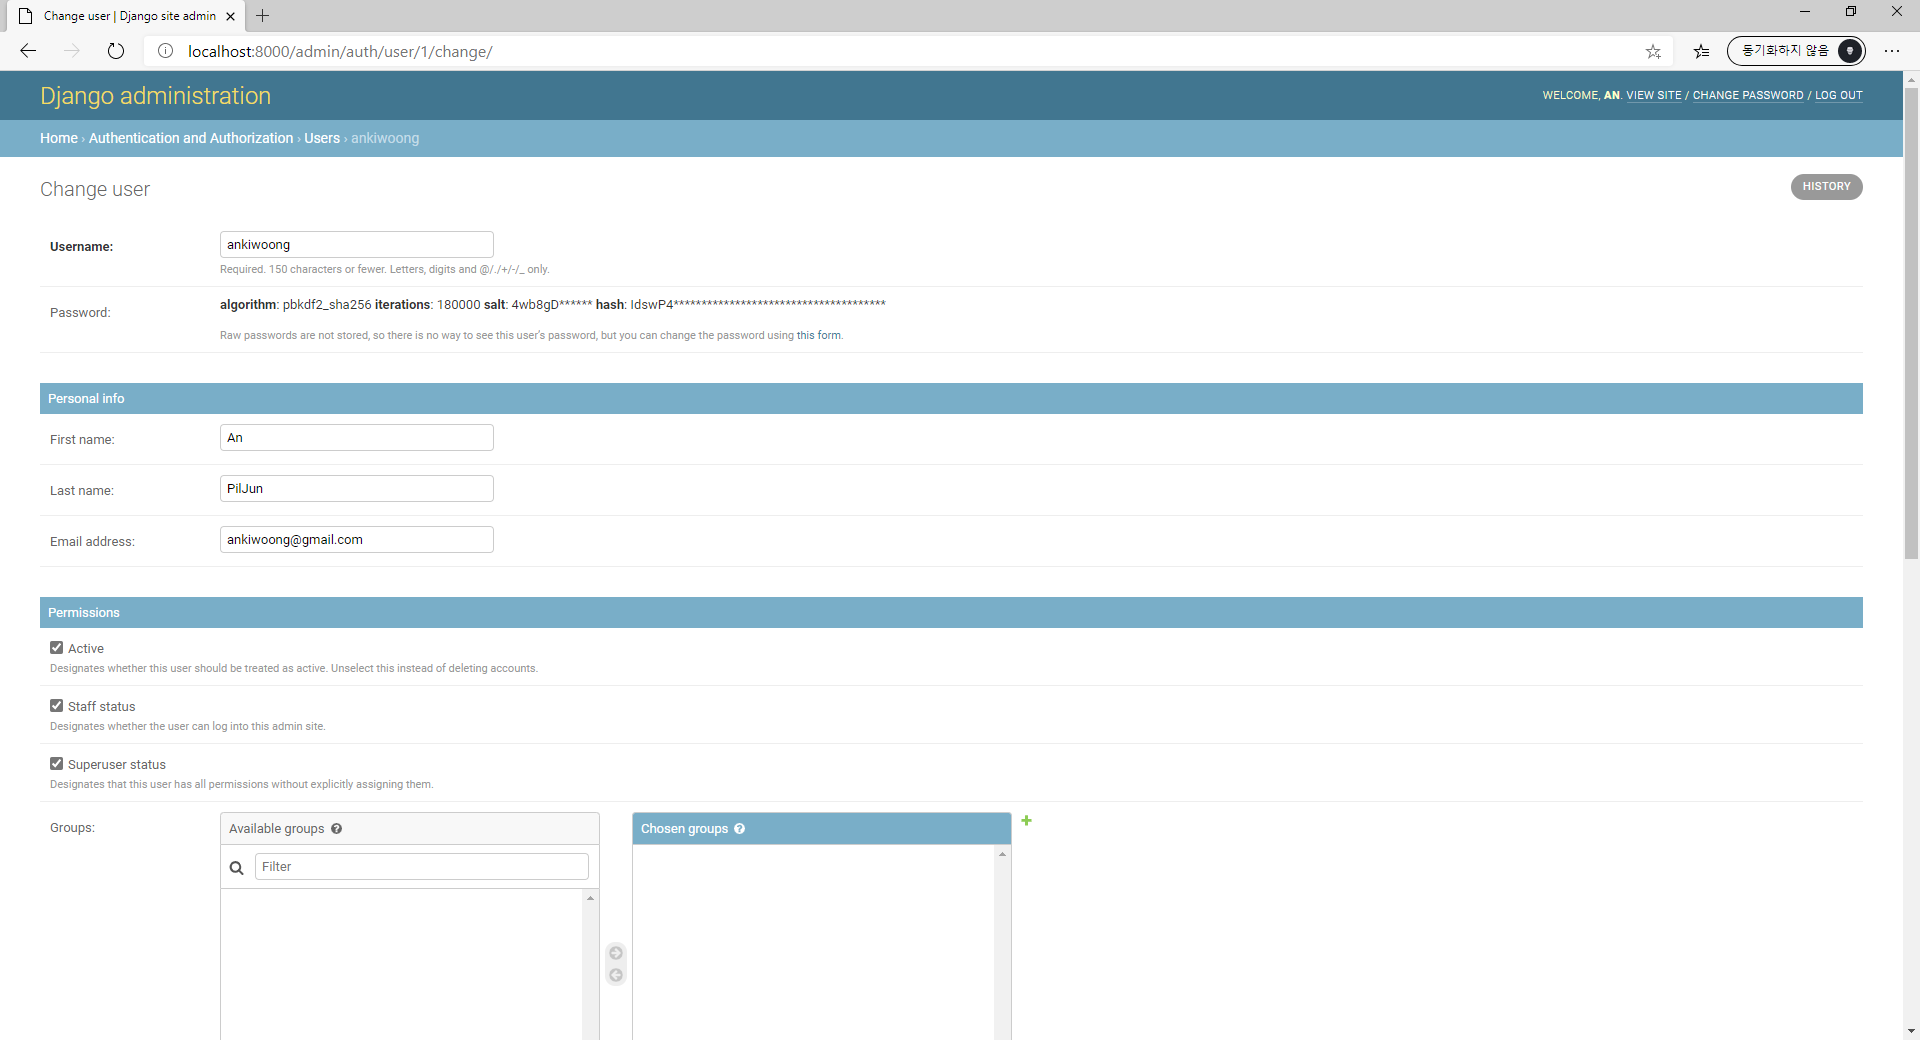 Change user | Django site admin
localhost:8000/admin/auth/user/1/change/
동기화하지 않음
Django administration
WELCOME, AN. VIEW SITE / CHANGE PASSWORD / LOG OUT
Home › Authentication and Authorization › Users › ankiwoong
Change user
HISTORY
Username:
ankiwoong
Required. 150 characters or fewer. Letters, digits and @/./+/-/_ only.
Password:
algorithm: pbkdf2_sha256 iterations: 180000 salt: 4wb8gD****** hash: IdswP4**************************************
Raw passwords are not stored, so there is no way to see this user’s password, but you can change the password using this form.
Personal info
First name:
An
Last name:
PilJun
Email address:
ankiwoong@gmail.com
Permissions
Active
Designates whether this user should be treated as active. Unselect this instead of deleting accounts.
Staff status
Designates whether the user can log into this admin site.
Superuser status
Designates that this user has all permissions without explicitly assigning them.
Groups:
Available groups
Filter
Chosen groups